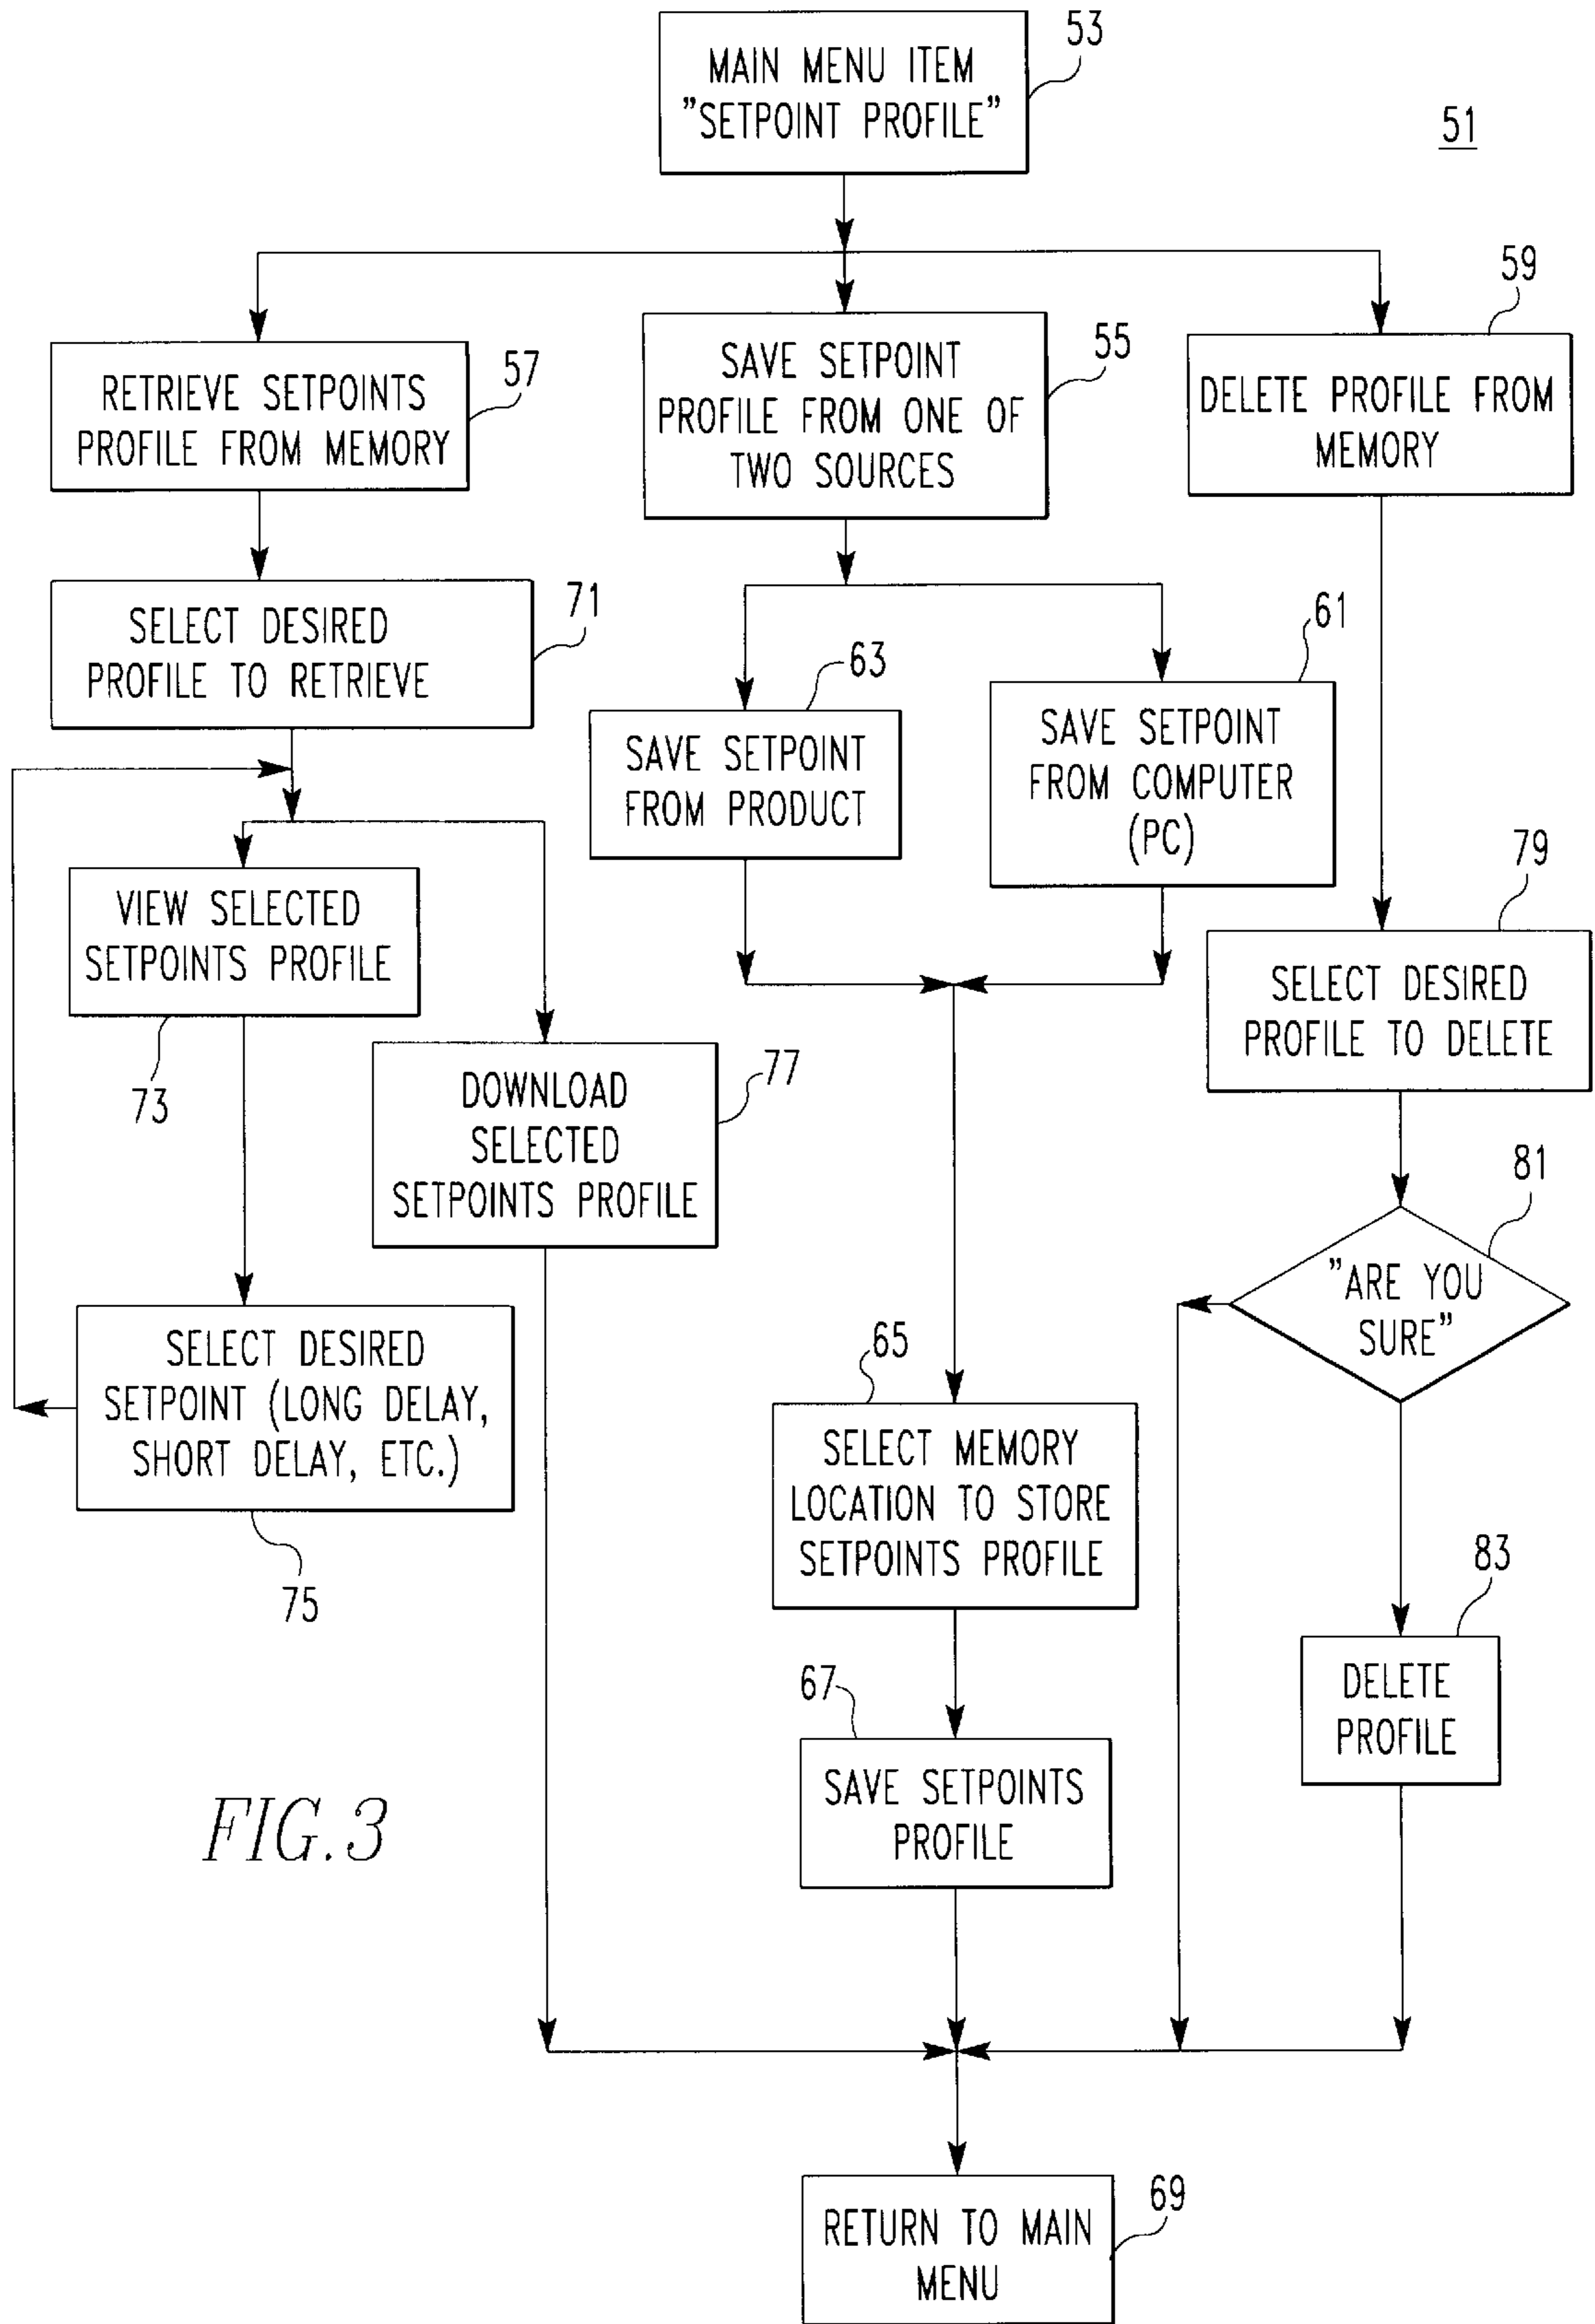 53
MAIN MENU ITEM
"SETPOINT PROFILE"
51
57
RETRIEVE SETPOINTS
PROFILE FROM MEMORY
55
SAVE SETPOINT
PROFILE FROM ONE OF
TWO SOURCES
59
DELETE PROFILE FROM
MEMORY
71
SELECT DESIRED
PROFILE TO RETRIEVE
63
SAVE SETPOINT
FROM PRODUCT
61
SAVE SETPOINT
FROM COMPUTER
(PC)
VIEW SELECTED
SETPOINTS PROFILE
73
77
DOWNLOAD
SELECTED
SETPOINTS PROFILE
79
SELECT DESIRED
PROFILE TO DELETE
81
"ARE YOU
SURE"
SELECT DESIRED
SETPOINT (LONG DELAY,
SHORT DELAY, ETC.)
75
65
SELECT MEMORY
LOCATION TO STORE
SETPOINTS PROFILE
83
DELETE
PROFILE
67
SAVE SETPOINTS
PROFILE
FIG.3
69
RETURN TO MAIN
MENU